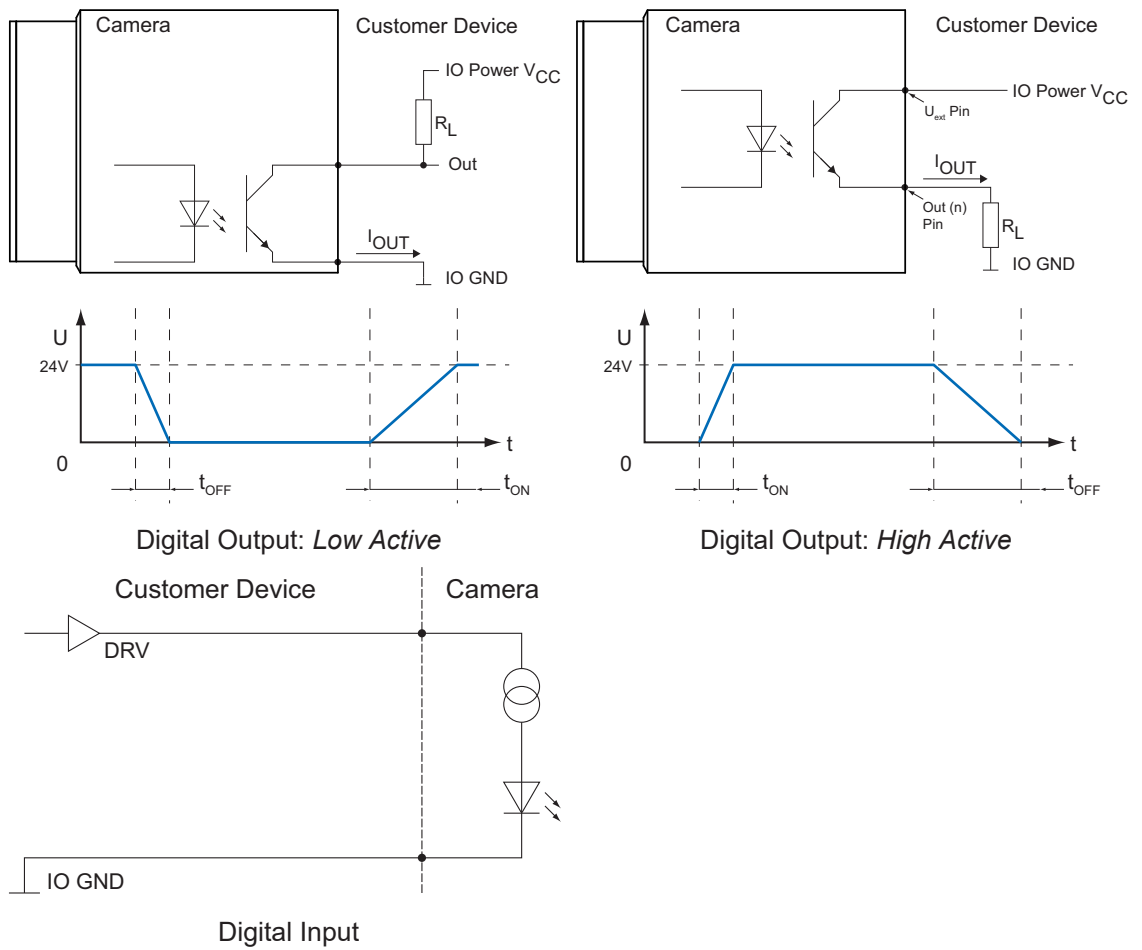 Camera
Customer Device
IO Power VCC
RL
Out
IOUT
IO GND
U
24V
0
t
tOFF
tON
Digital Output: Low Active
Camera
Customer Device
IO Power VCC
Uext Pin
IOUT
Out (n)
Pin
RL
IO GND
U
24V
0
t
tON
tOFF
Digital Output: High Active
Customer Device
Camera
DRV
IO GND
Digital Input